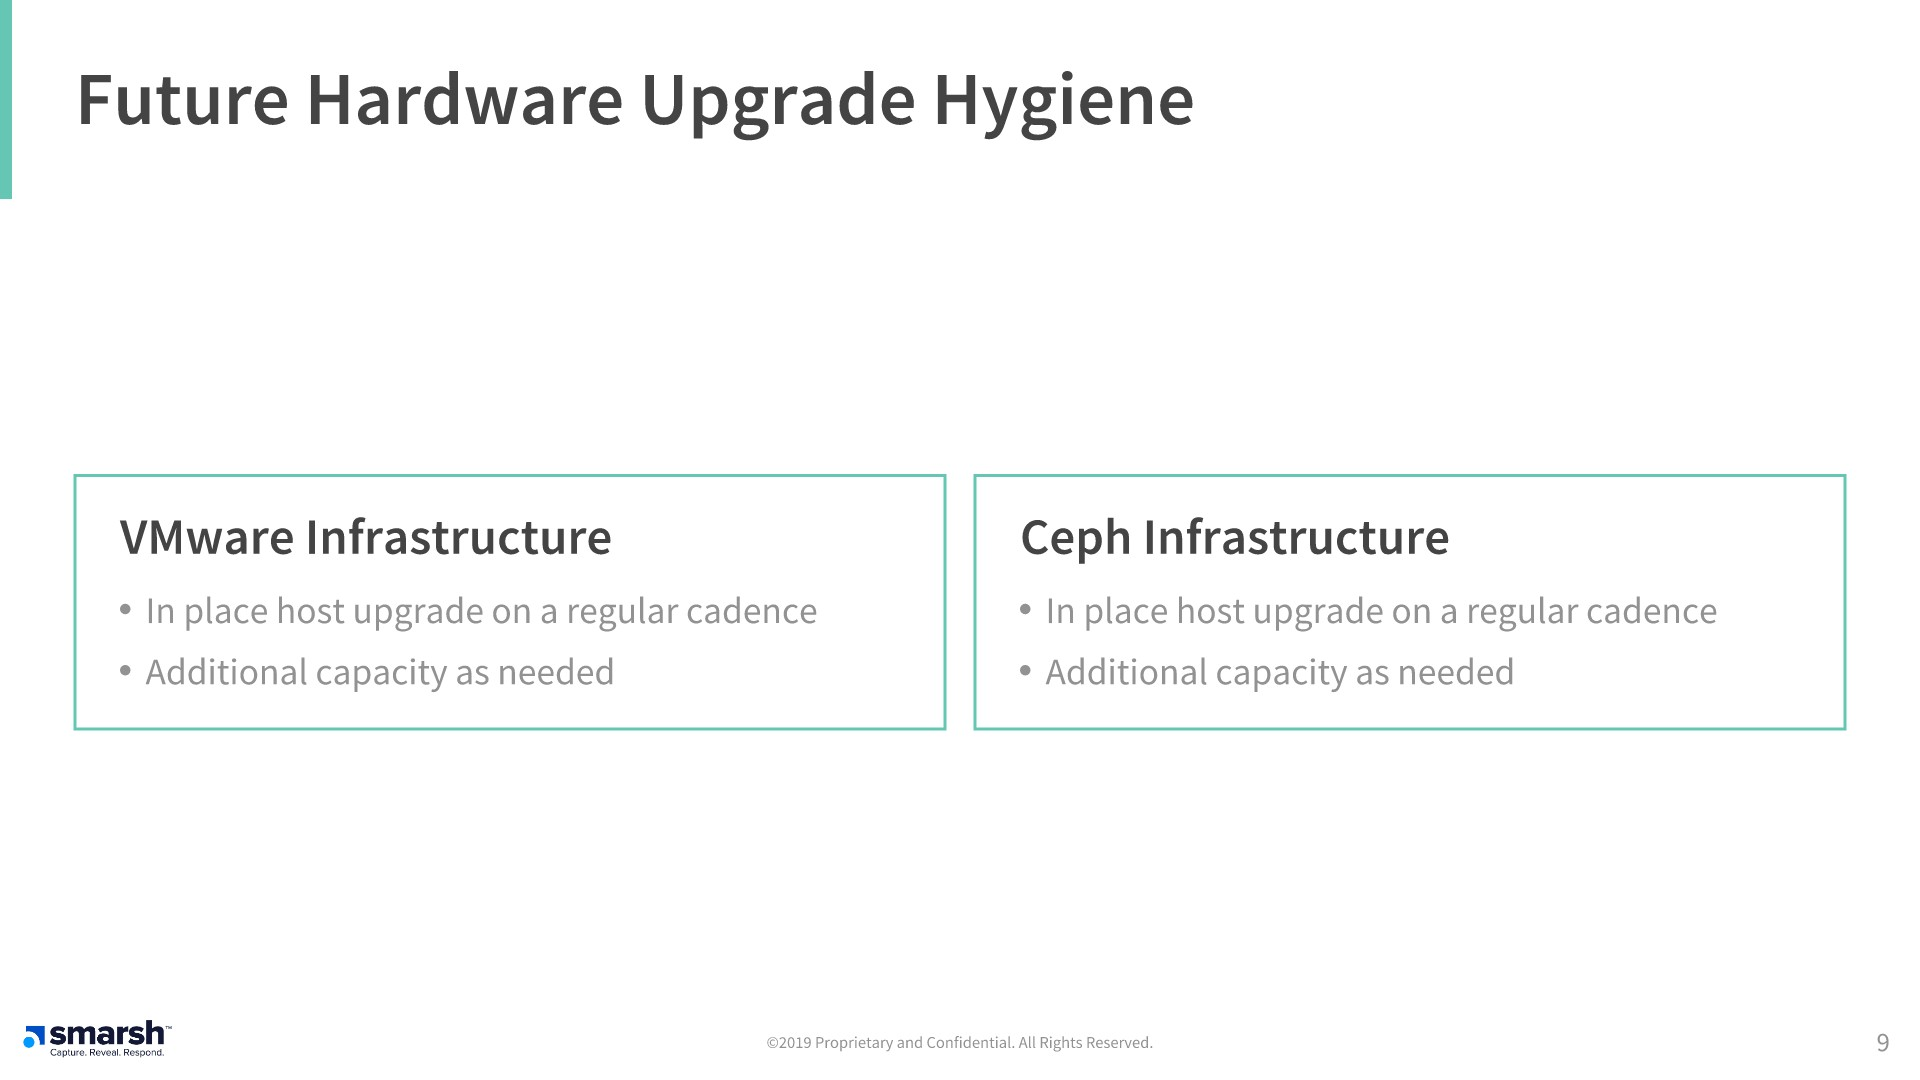 Future Hardware Upgrade Hygiene
VMware Infrastructure
• In place host upgrade on a regular cadence
• Additional capacity as needed
Ceph Infrastructure
• In place host upgrade on a regular cadence
• Additional capacity as needed
smarsh™
Capture. Reveal. Respond.
©2019 Proprietary and Confidential. All Rights Reserved.
9